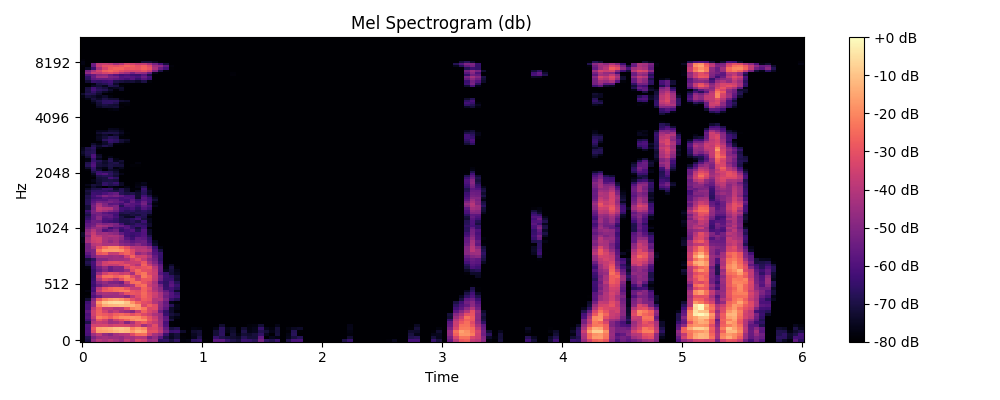 Mel Spectrogram (db)
8192
4096
2048
1024
512
0
Hz
0 1 2 3 4 5 6
Time
+0 dB
-10 dB
-20 dB
-30 dB
-40 dB
-50 dB
-60 dB
-70 dB
-80 dB